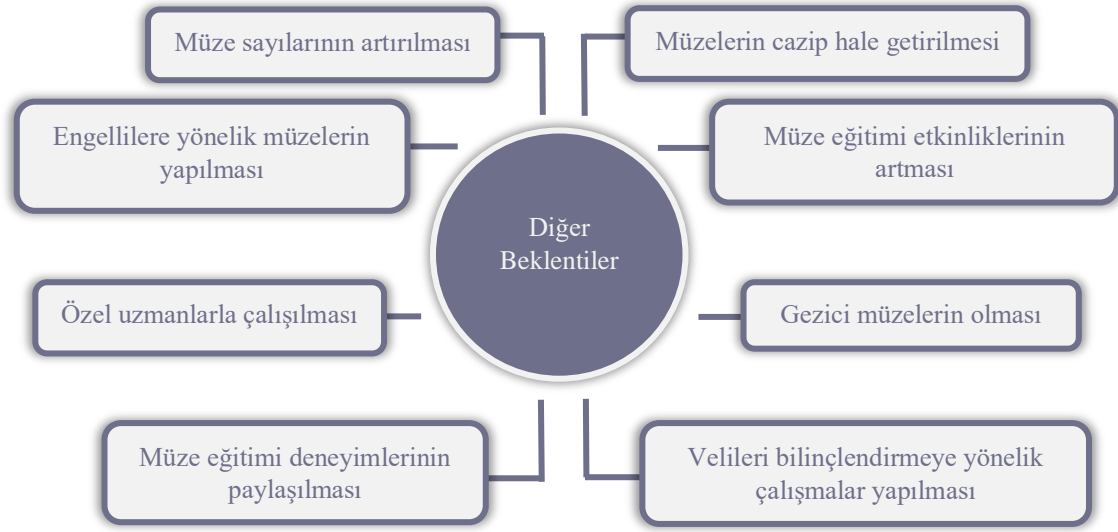 Müze sayılarının artırılması
Müzelerin cazip hale getirilmesi
Engellilere yönelik müzelerin
yapılması
Müze eğitimi etkinliklerinin
artması
Diğer
Beklentiler
Özel uzmanlarla çalışılması
Gezici müzelerin olması
Müze eğitimi deneyimlerinin
paylaşılması
Velileri bilinçlendirmeye yönelik
çalışmalar yapılması